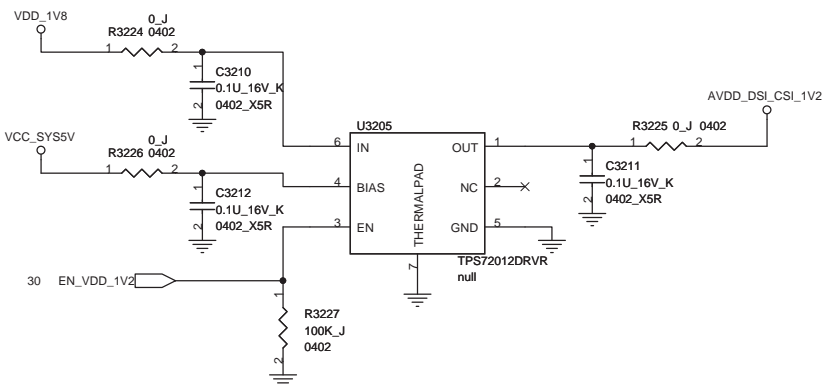 VDD_1V8
0_J
R3224 0402
1 2
1
C3210
0.1U_16V_K
2
0402_X5R
VCC_SYS5V
0_J
R3226 0402
1 2
1
C3212
0.1U_16V_K
2
0402_X5R
U3205
6 IN
4 BIAS
3 EN
THERMALPAD
OUT 1
NC 2
GND 5
7
TPS72012DRVR
null
AVDD_DSI_CSI_1V2
R3225 0_J 0402
1 2
1
C3211
0.1U_16V_K
2
0402_X5R
30 EN_VDD_1V2
1
R3227
100K_J
0402
2